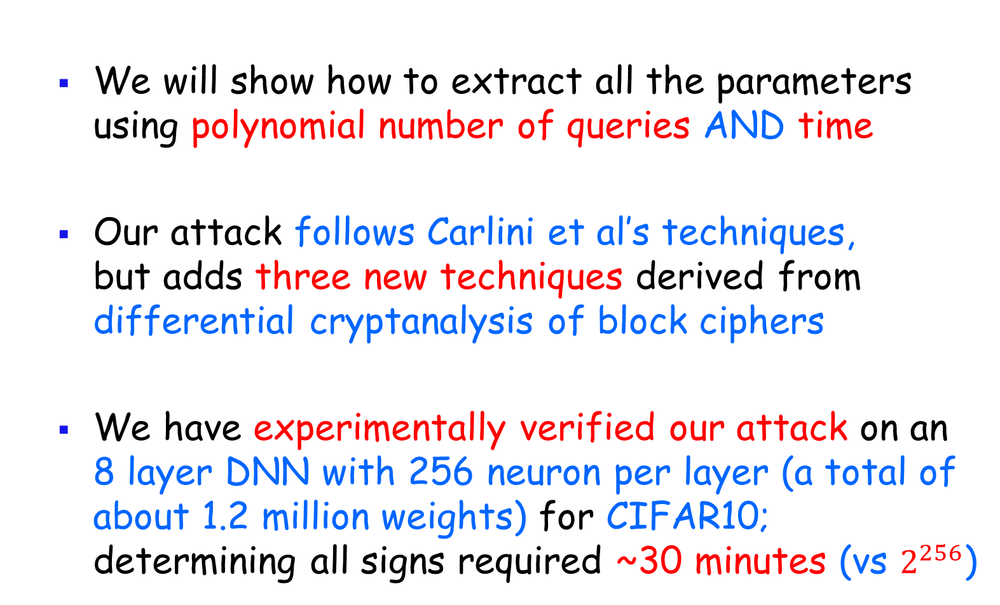 ▪ We will show how to extract all the parameters
using polynomial number of queries AND time
▪ Our attack follows Carlini et al's techniques,
but adds three new techniques derived from
differential cryptanalysis of block ciphers
▪ We have experimentally verified our attack on an
8 layer DNN with 256 neuron per layer (a total of
about 1.2 million weights) for CIFAR10;
determining all signs required ~30 minutes (vs 2²⁵⁶)